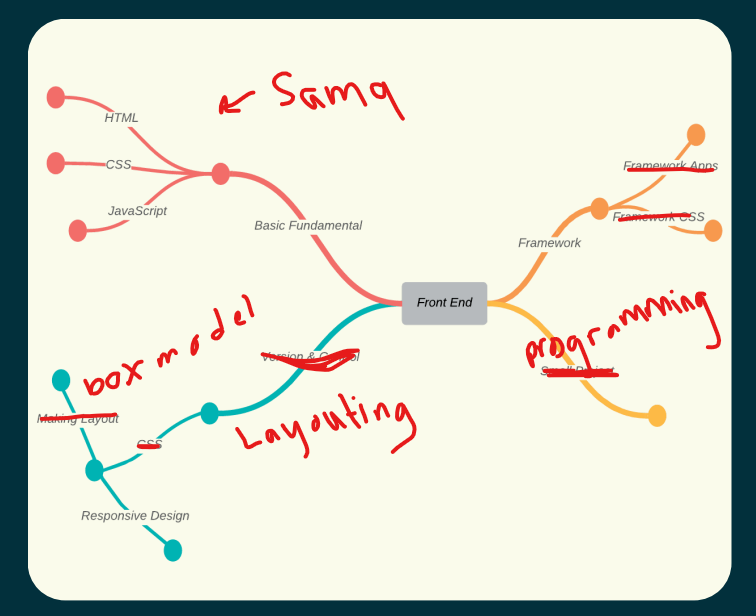 Sama
HTML
CSS
JavaScript
Basic Fundamental
Framework Apps
Framework CSS
Framework
Front End
programming
Small Project
box model
Version & Control
Layouting
Making Layout
CSS
Responsive Design